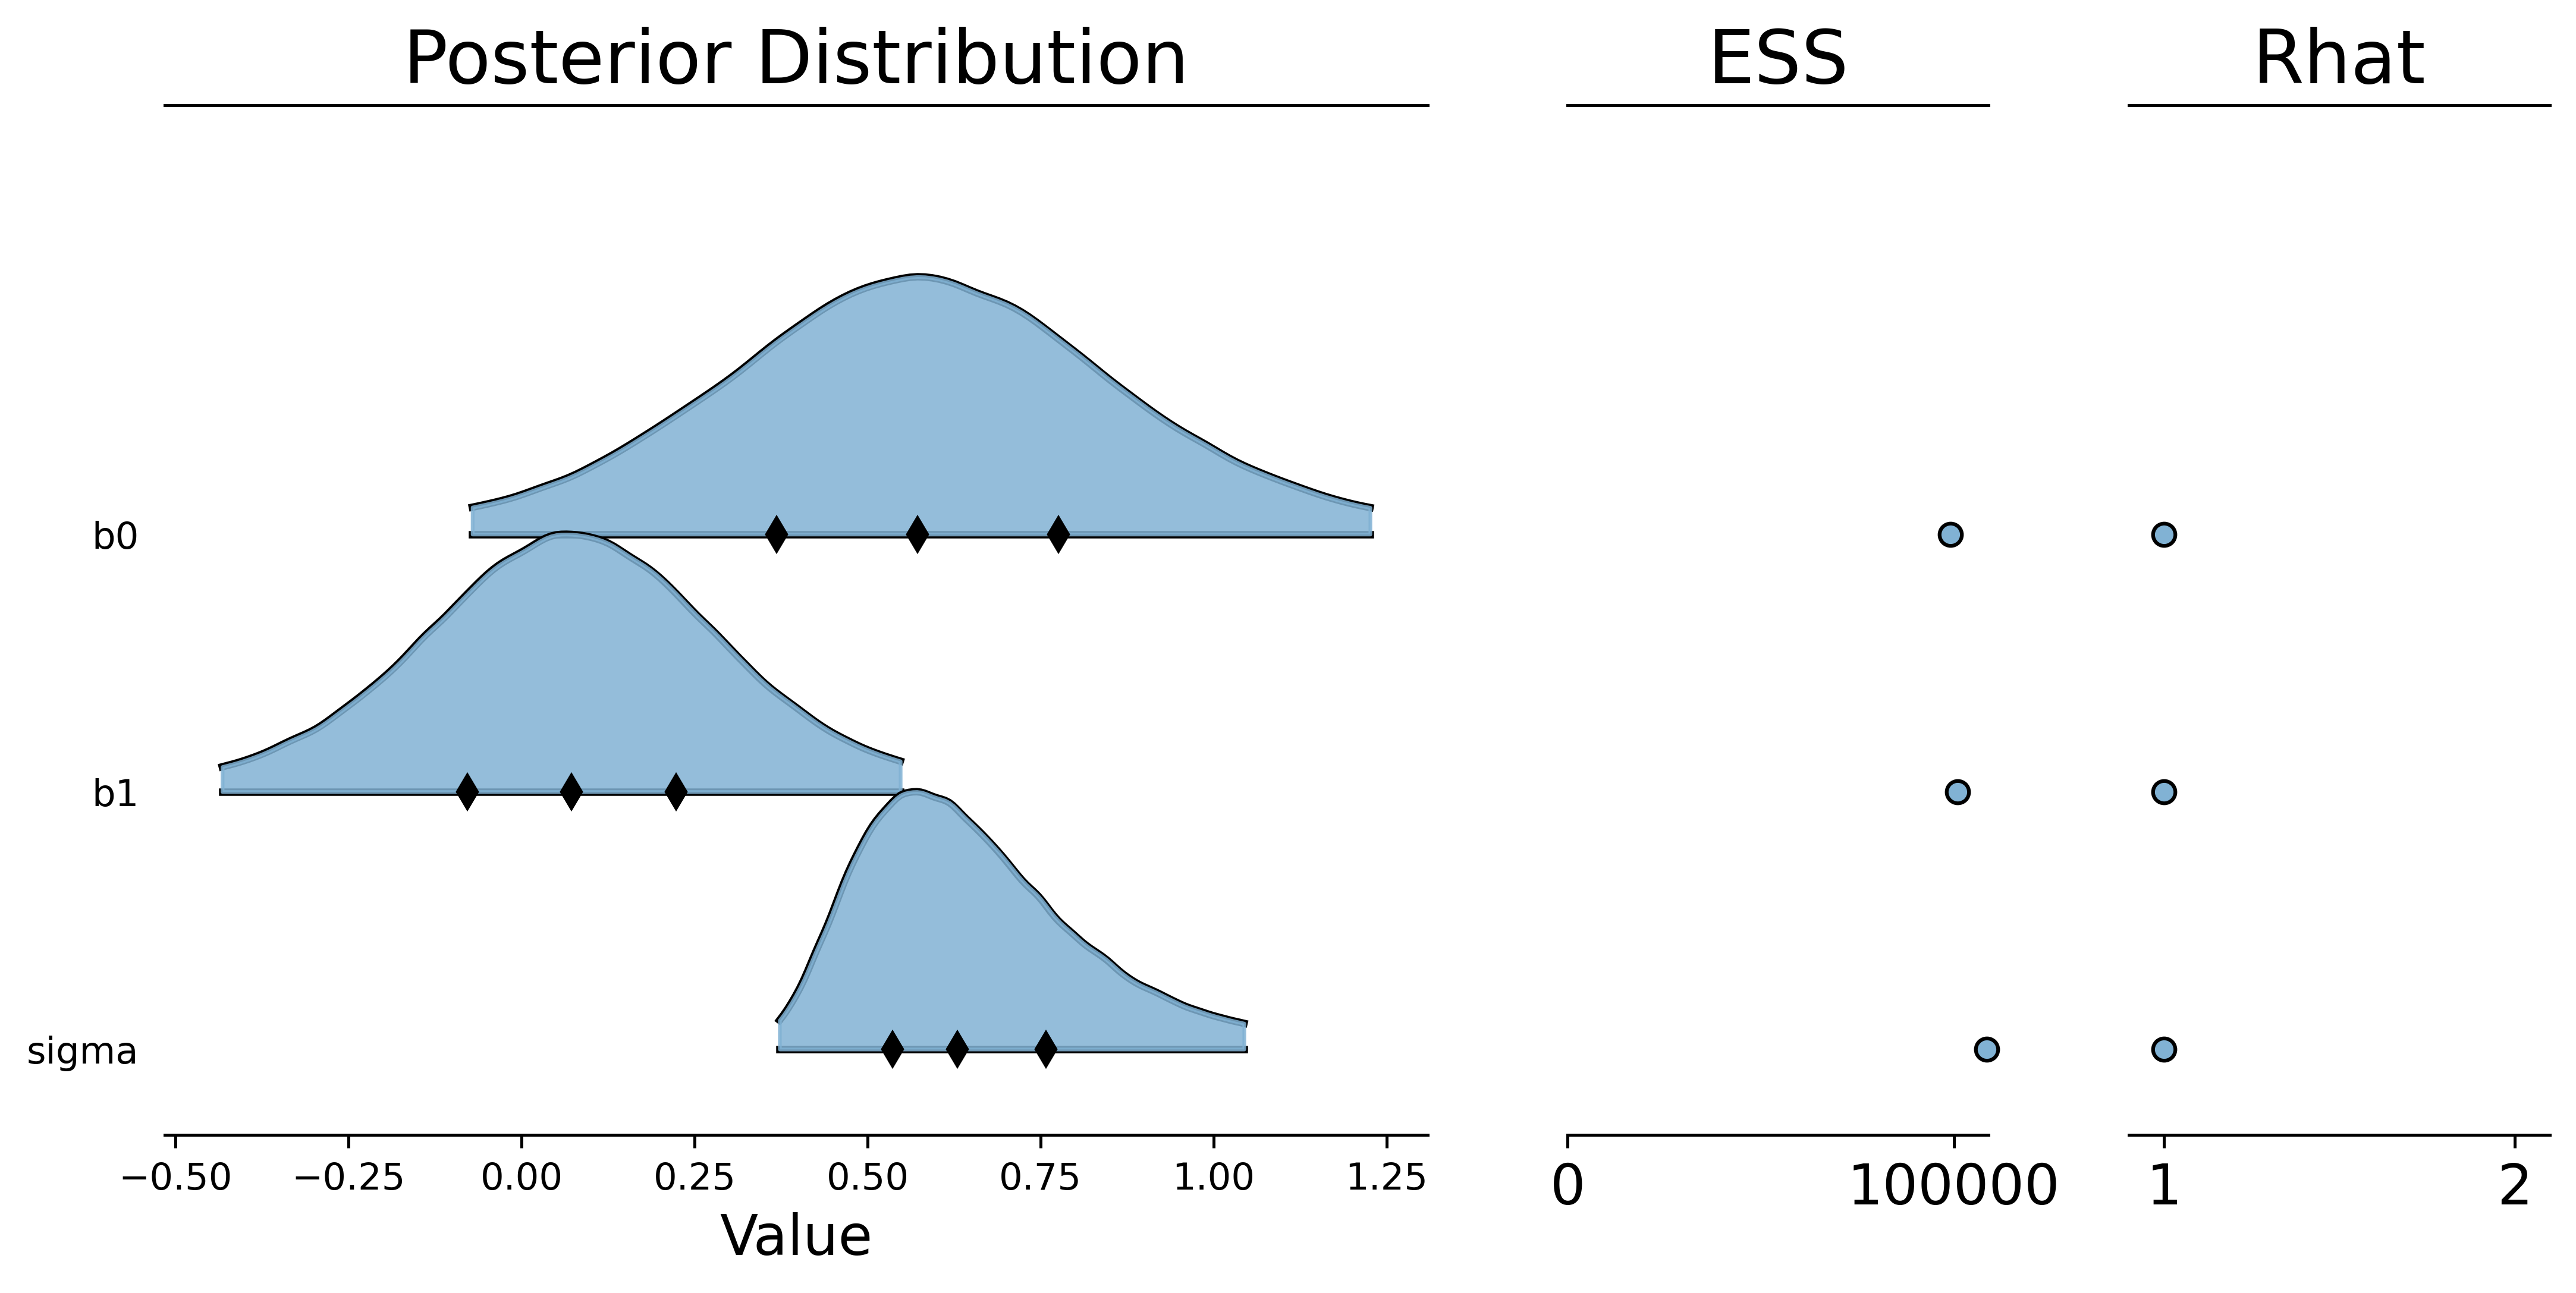 Posterior Distribution ESS Rhat
b0
b1
sigma
−0.50 −0.25 0.00 0.25 0.50 0.75 1.00 1.25 0 100000 1 2
Value